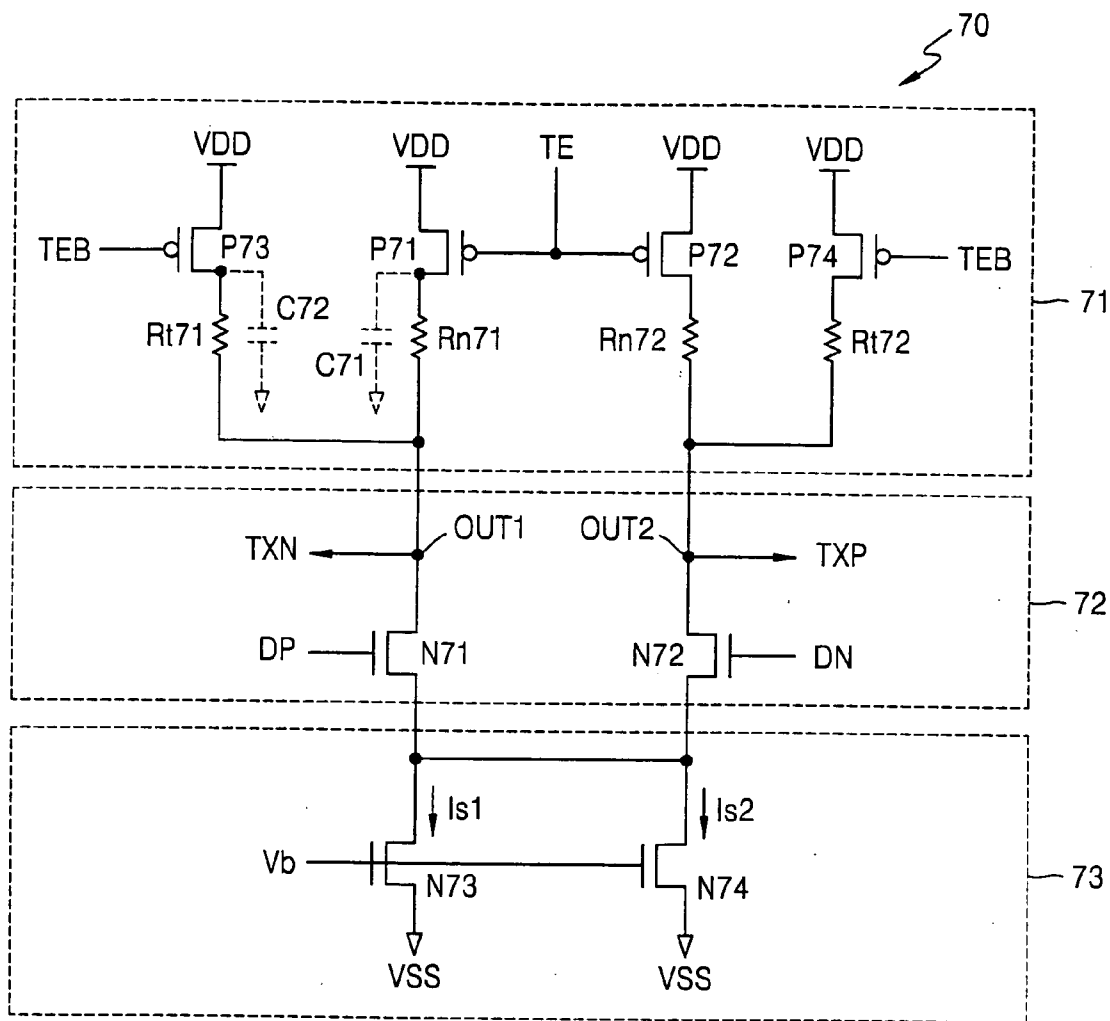 70
VDD VDD TE VDD VDD
TEB P73 P71 P72 P74 TEB
71
C72
Rt71 C71 Rn71 Rn72 Rt72
OUT1 OUT2
TXN TXP
72
DP N71 N72 DN
Is1 Is2
Vb N73 N74
73
VSS VSS